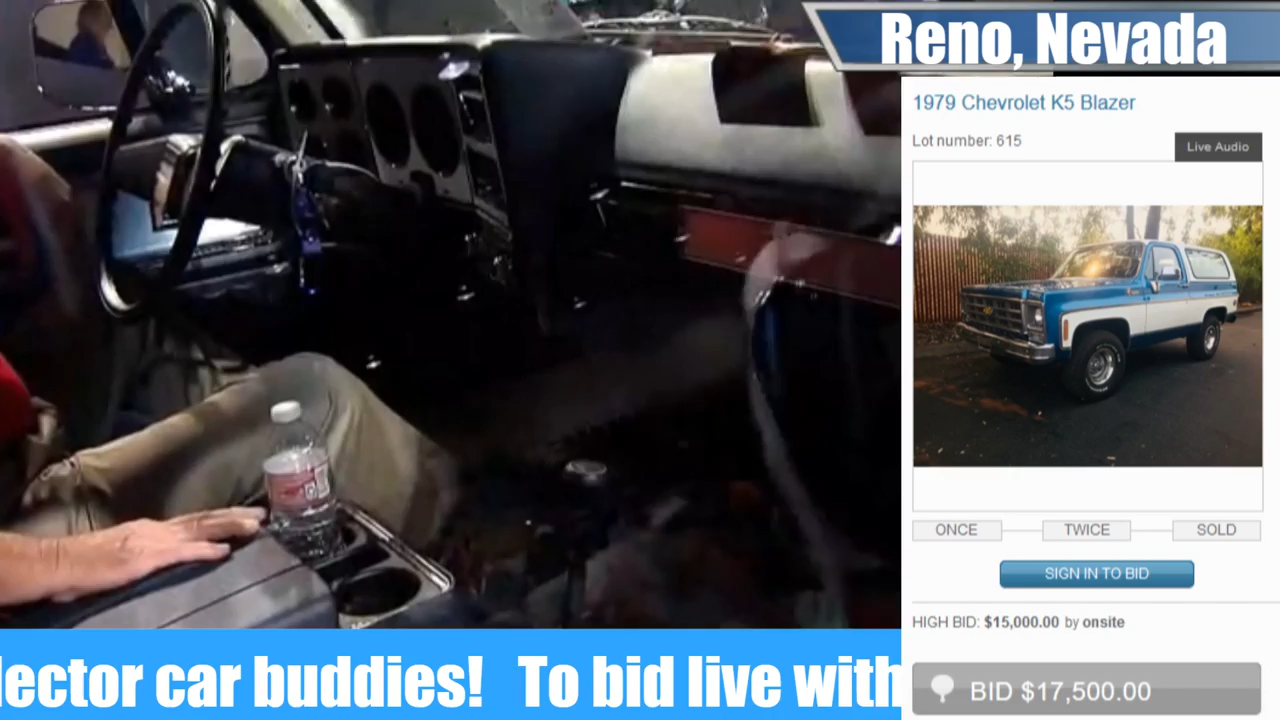 Reno, Nevada
1979 Chevrolet K5 Blazer
Lot number: 615
Live Audio
ONCE
TWICE
SOLD
SIGN IN TO BID
HIGH BID: $15,000.00 by onsite
BID $17,500.00
lector car buddies! To bid live with